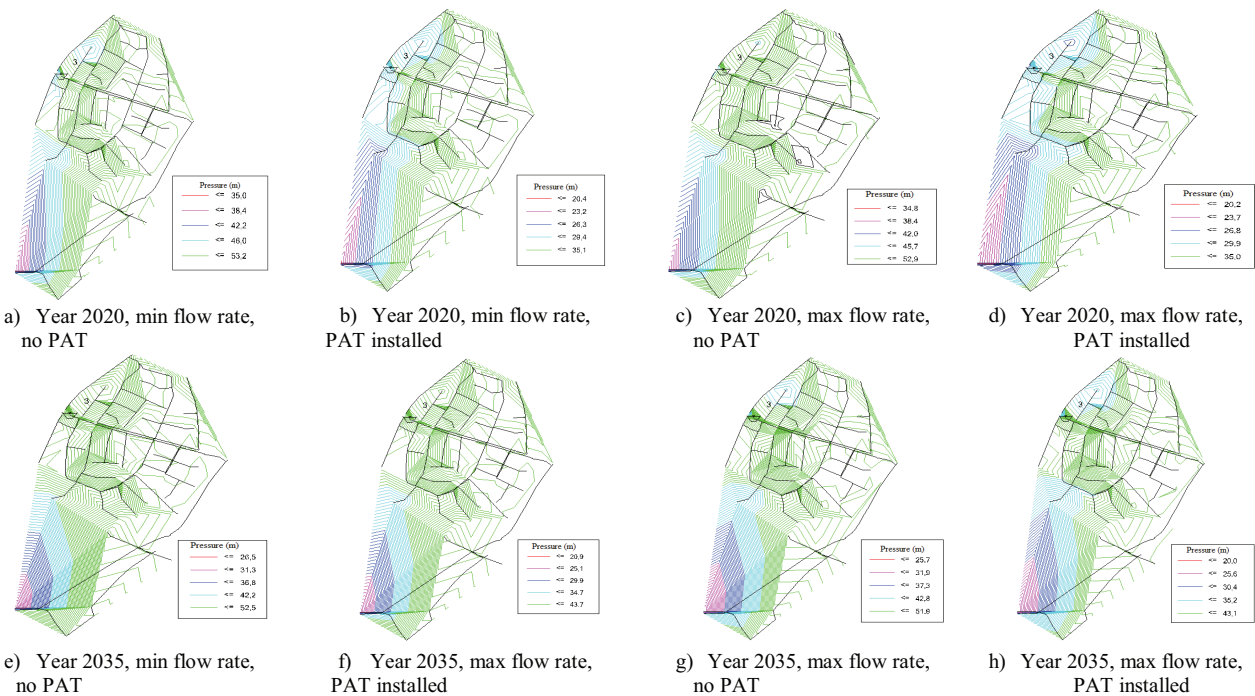 3
Pressure (m)
<= 35,0
<= 38,4
<= 42,2
<= 46,0
<= 53,2
a) Year 2020, min flow rate,
no PAT
3
Pressure (m)
<= 20,4
<= 23,2
<= 26,3
<= 29,4
<= 35,1
b) Year 2020, min flow rate,
PAT installed
3
Pressure (m)
<= 34,8
<= 38,4
<= 42,0
<= 45,7
<= 52,9
c) Year 2020, max flow rate,
no PAT
3
Pressure (m)
<= 20,2
<= 23,7
<= 26,8
<= 29,9
<= 35,0
d) Year 2020, max flow rate,
PAT installed
3
Pressure (m)
<= 26,5
<= 31,3
<= 36,8
<= 42,2
<= 52,5
e) Year 2035, min flow rate,
no PAT
3
Pressure (m)
<= 20,9
<= 25,1
<= 29,9
<= 34,7
<= 43,7
f) Year 2035, max flow rate,
PAT installed
3
Pressure (m)
<= 25,7
<= 31,9
<= 37,3
<= 42,8
<= 51,9
g) Year 2035, max flow rate,
no PAT
3
Pressure (m)
<= 20,0
<= 25,6
<= 30,4
<= 35,2
<= 43,1
h) Year 2035, max flow rate,
PAT installed